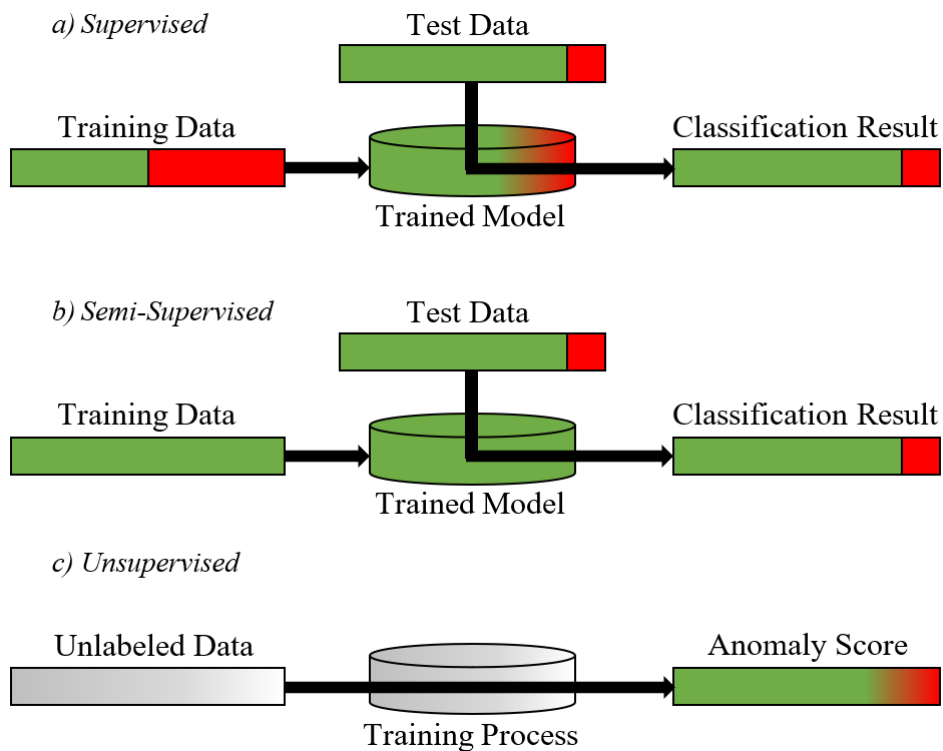 a) Supervised
Test Data
Training Data
Classification Result
Trained Model
b) Semi-Supervised
Test Data
Training Data
Classification Result
Trained Model
c) Unsupervised
Unlabeled Data
Anomaly Score
Training Process